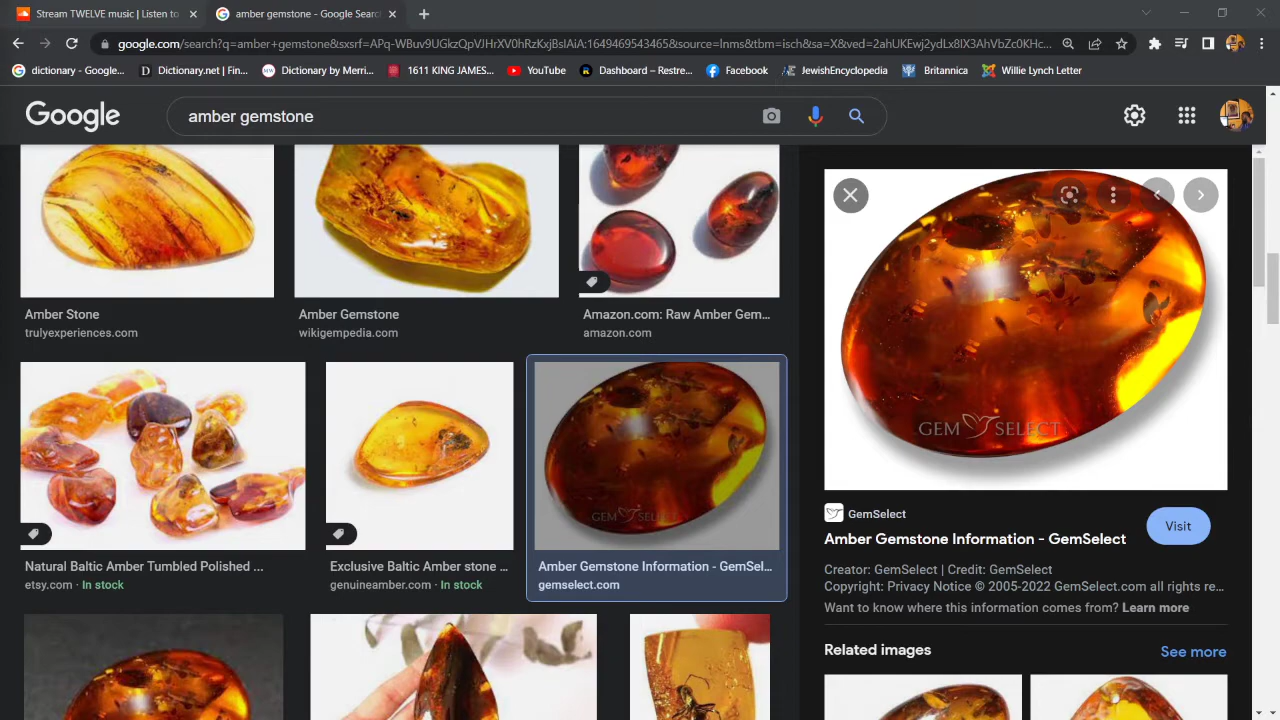 Stream TWELVE music | Listen to
amber gemstone - Google Searc
google.com/search?q=amber+gemstone&sxsrf=APq-WBuv9UGkzQpVJHrXV0hRzKxjBsIAiA:1649469543465&source=lnms&tbm=isch&sa=X&ved=2ahUKEwj2ydLx8IX3AhVbZc0KHc...
dictionary - Google...
Dictionary.net | Fin...
Dictionary by Merri...
1611 KING JAMES...
YouTube
Dashboard – Restre...
Facebook
JewishEncyclopedia
Britannica
Willie Lynch Letter
Google
amber gemstone
Amber Stone
trulyexperiences.com
Amber Gemstone
wikigempedia.com
Amazon.com: Raw Amber Gem...
amazon.com
Natural Baltic Amber Tumbled Polished ...
etsy.com · In stock
Exclusive Baltic Amber stone ...
genuineamber.com · In stock
GEM SELECT
Amber Gemstone Information - GemSel...
gemselect.com
GEM SELECT
GemSelect
Visit
Amber Gemstone Information - GemSelect
Creator: GemSelect | Credit: GemSelect
Copyright: Privacy Notice © 2005-2022 GemSelect.com all rights re...
Want to know where this information comes from? Learn more
Related images
See more